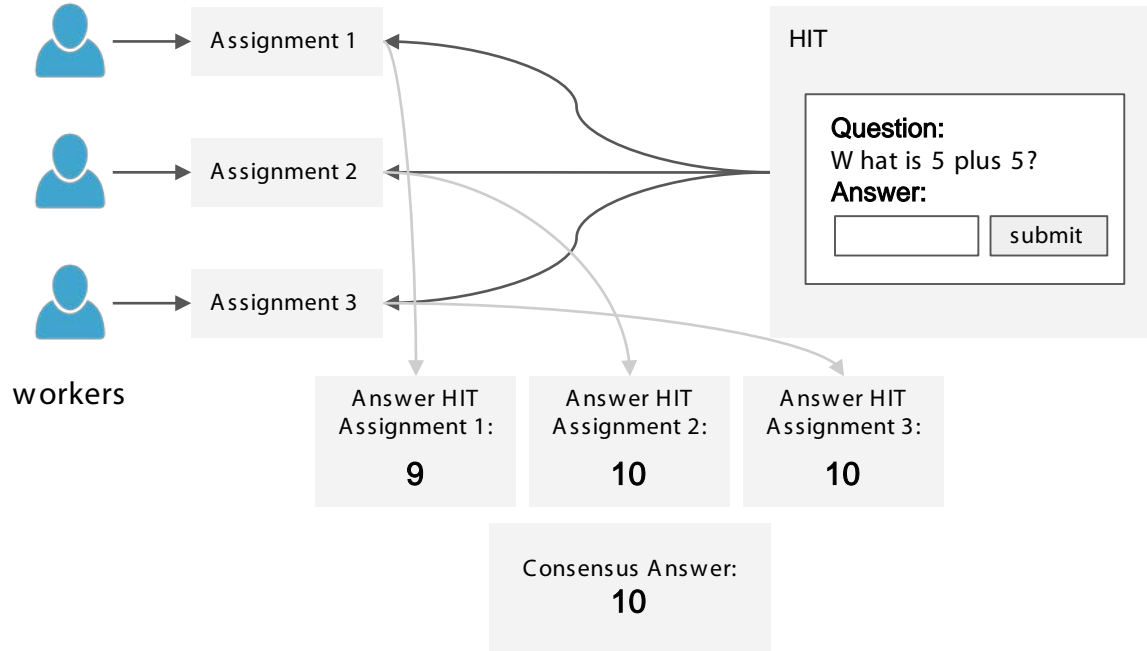 Assignment 1
HIT
Question:
What is 5 plus 5?
Answer:
submit
Assignment 2
Assignment 3
workers
Answer HIT
Assignment 1:
9
Answer HIT
Assignment 2:
10
Answer HIT
Assignment 3:
10
Consensus Answer:
10